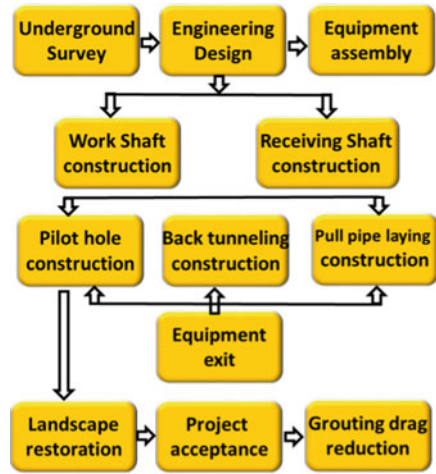 Underground
Survey
Engineering
Design
Equipment
assembly
Work Shaft
construction
Receiving Shaft
construction
Pilot hole
construction
Back tunneling
construction
Pull pipe laying
construction
Equipment
exit
Landscape
restoration
Project
acceptance
Grouting drag
reduction